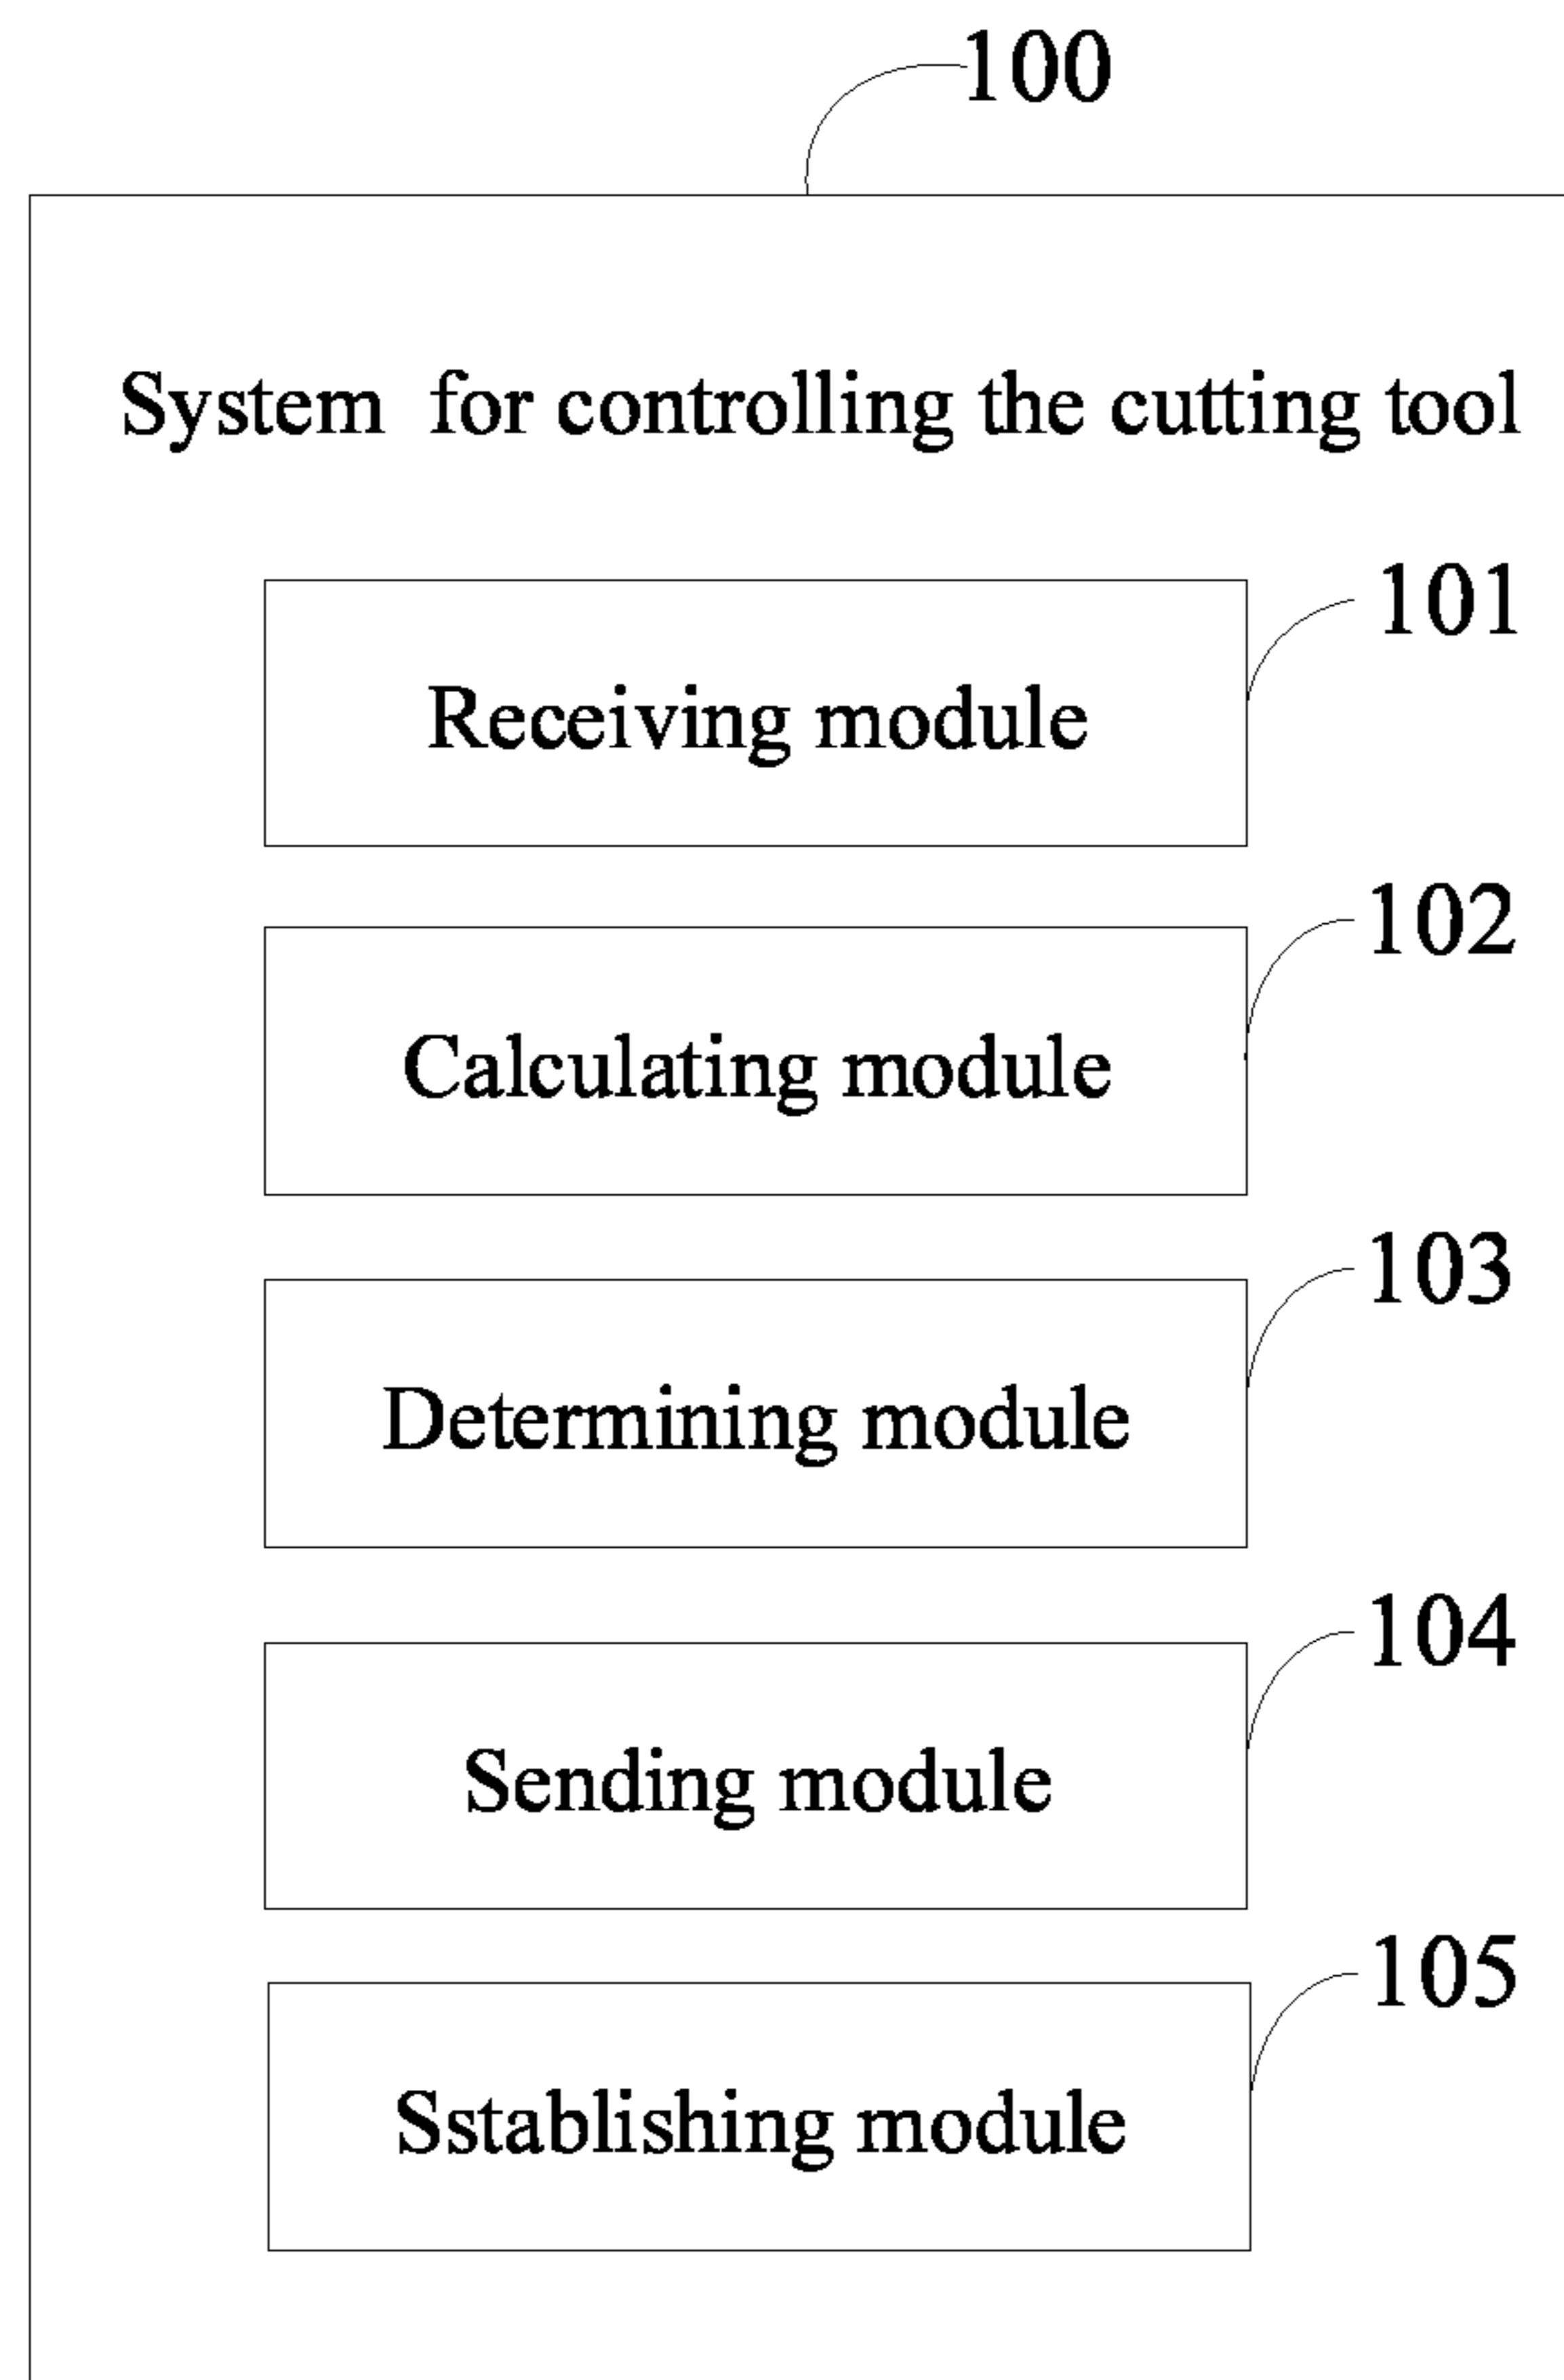 100
System for controlling the cutting tool
101
Receiving module
102
Calculating module
103
Determining module
104
Sending module
105
Sstablishing module